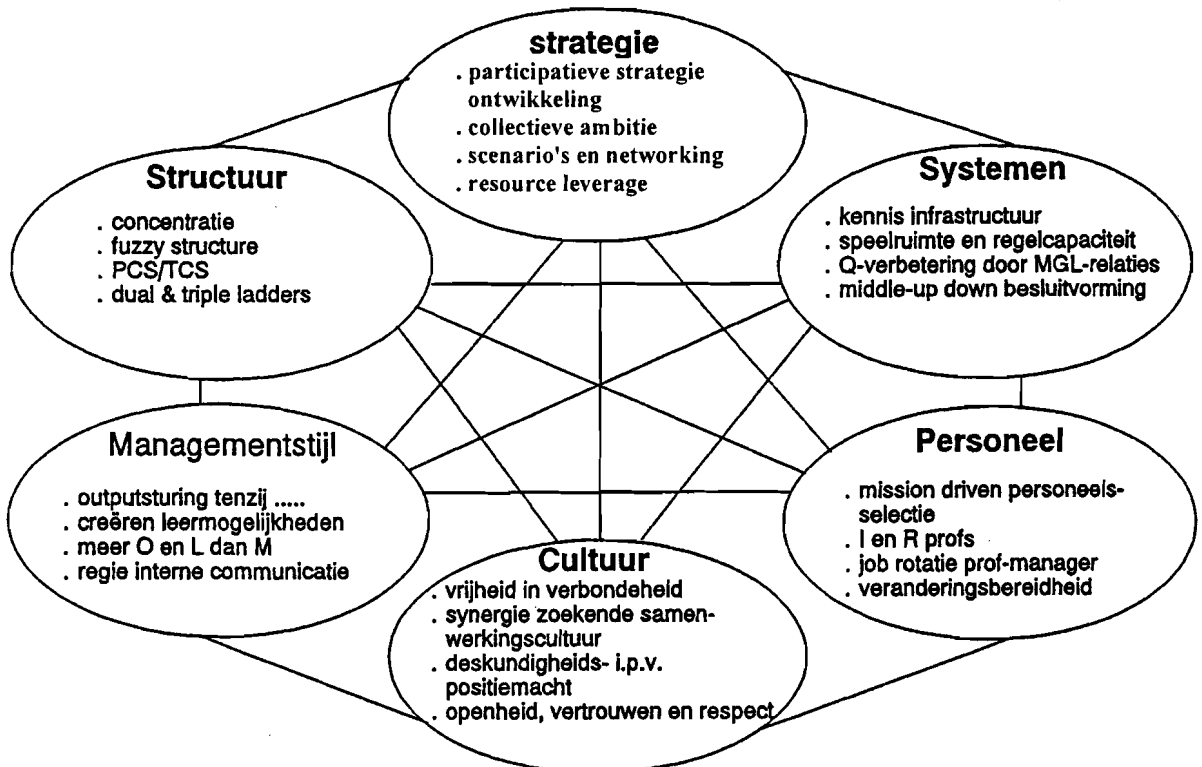 strategie
. participatieve strategie
ontwikkeling
. collectieve ambitie
. scenario's en networking
. resource leverage
Structuur
. concentratie
. fuzzy structure
. PCS/TCS
. dual & triple ladders
Systemen
. kennis infrastructuur
. speelruimte en regelcapaciteit
. Q-verbetering door MGL-relaties
. middle-up down besluitvorming
Managementstijl
. outputsturing tenzij .....
. creëren leermogelijkheden
. meer O en L dan M
. regie interne communicatie
Personeel
. mission driven personeels-
selectie
. I en R profs
. job rotatie prof-manager
. veranderingsbereidheid
Cultuur
. vrijheid in verbondeheid
. synergie zoekende samen-
werkingscultuur
. deskundigheids- i.p.v.
positiemacht
. openheid, vertrouwen en respect